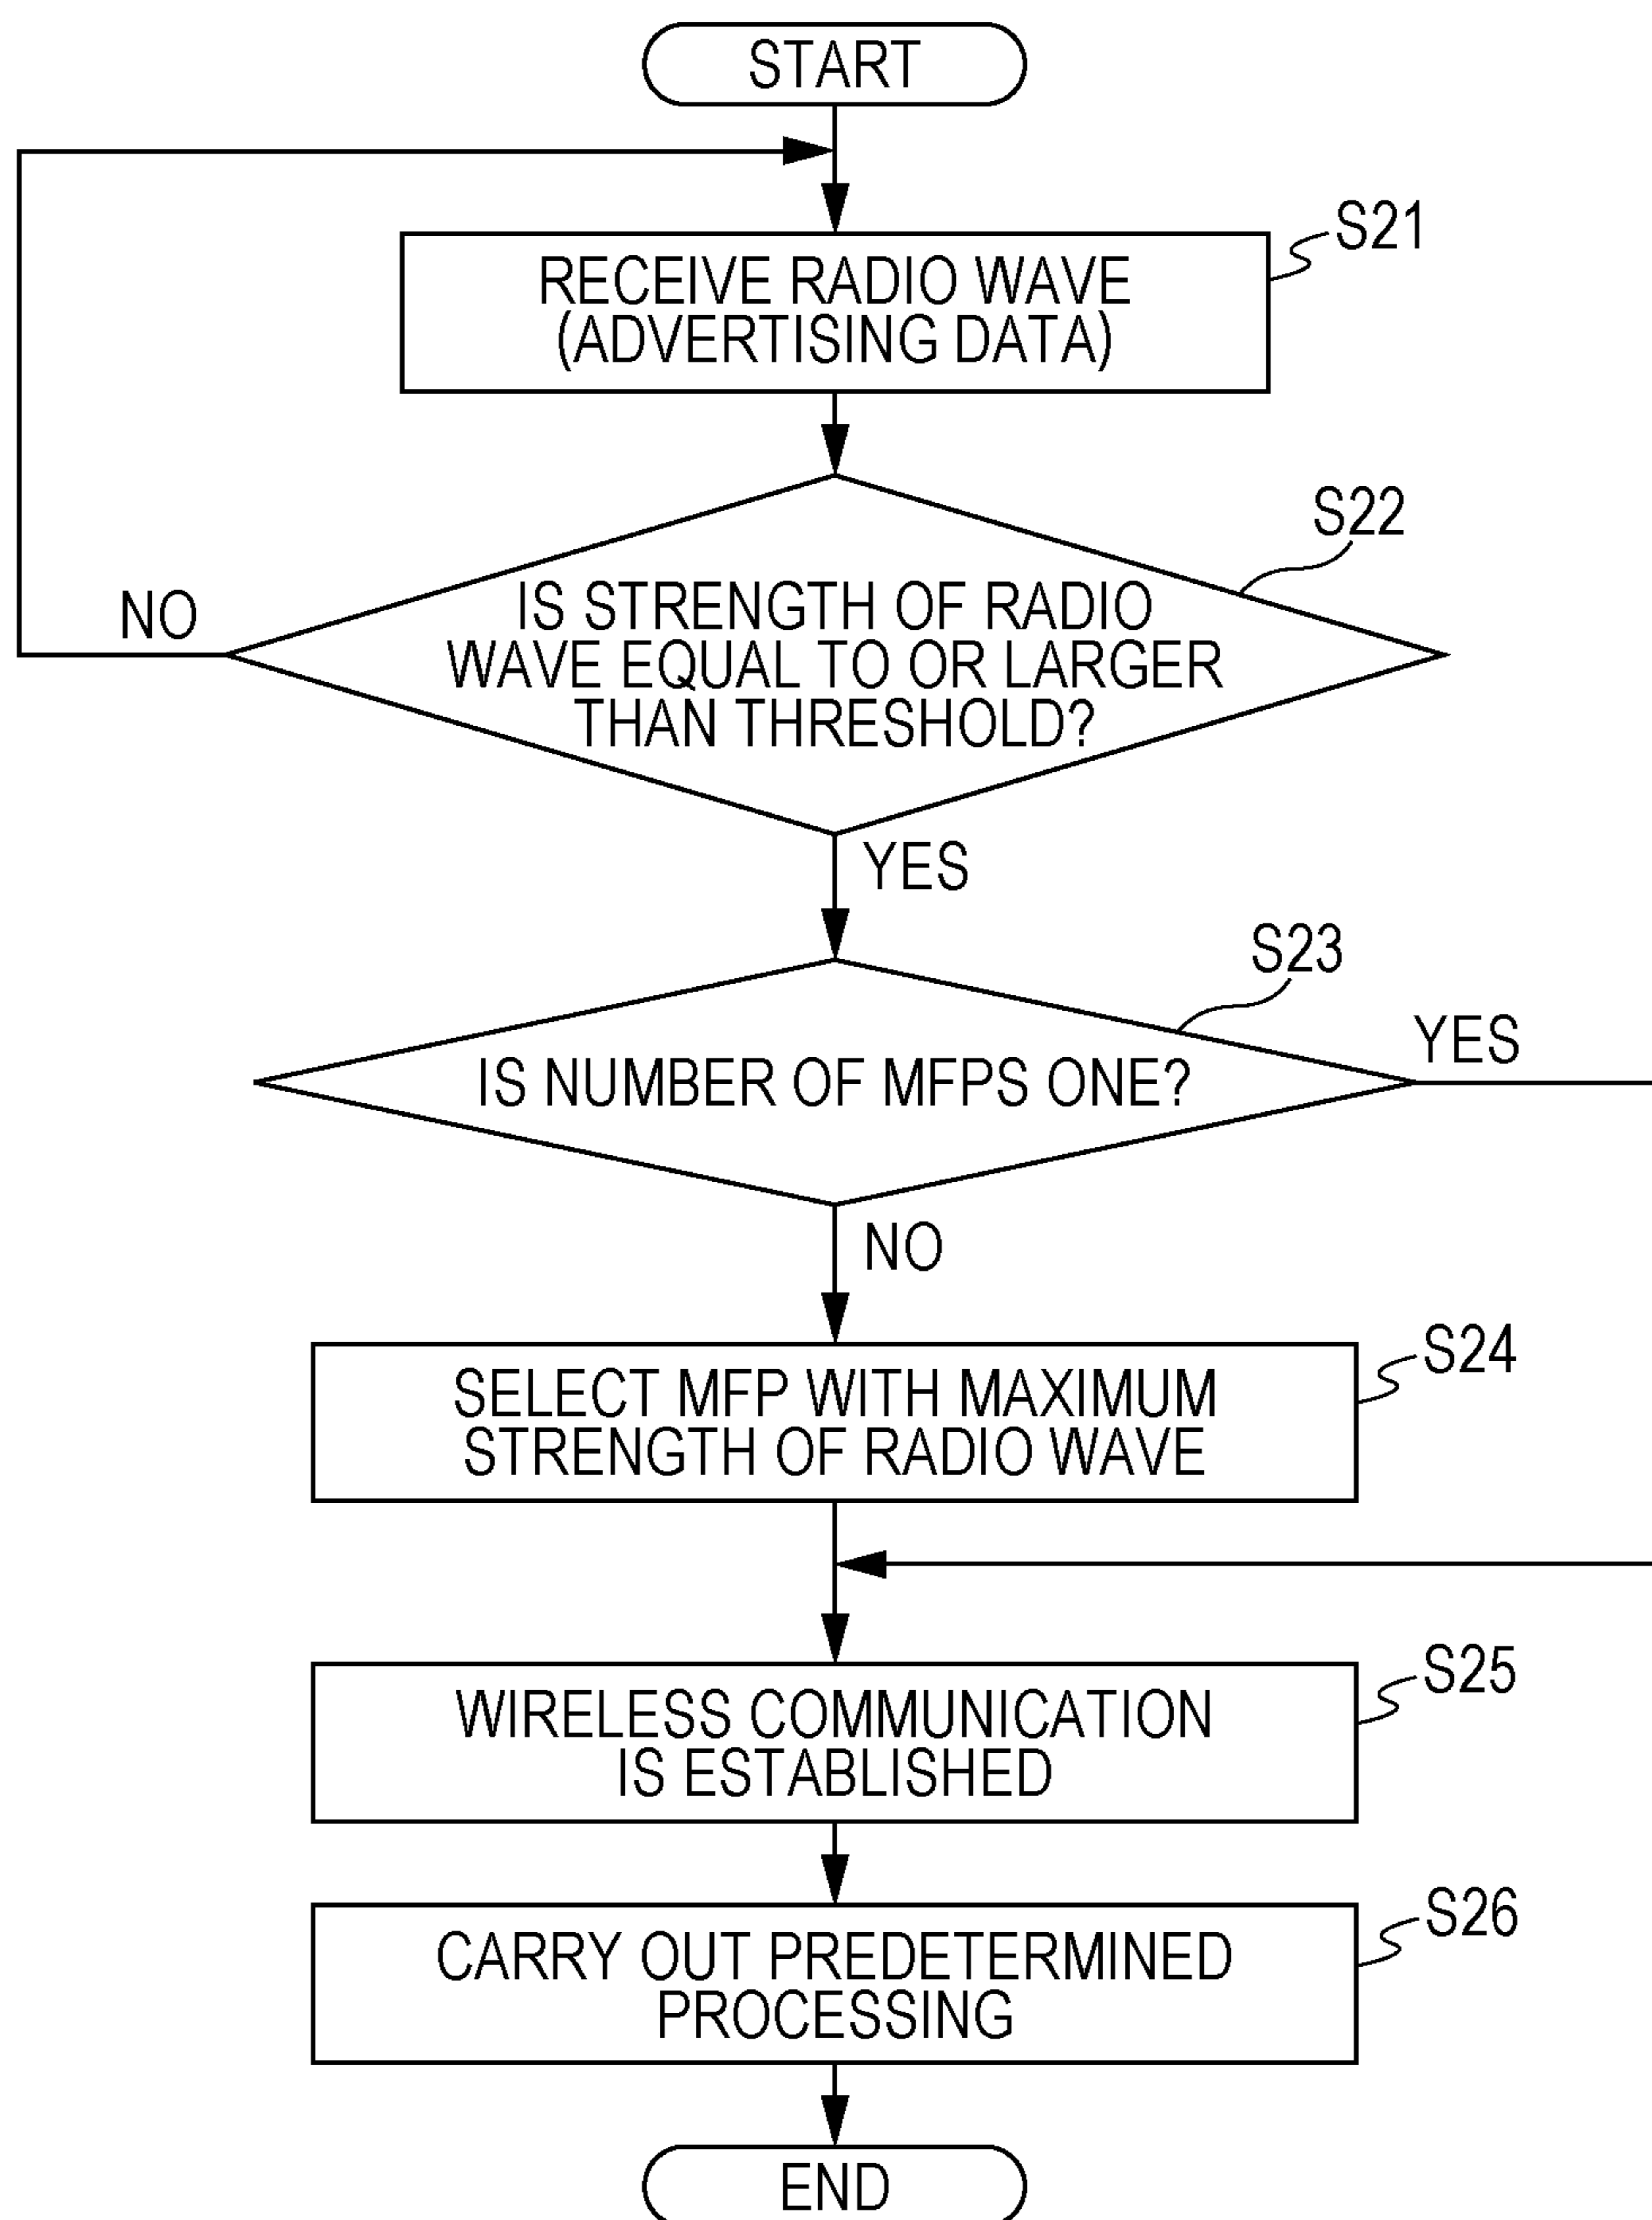 START
S21
RECEIVE RADIO WAVE
(ADVERTISING DATA)
S22
NO
IS STRENGTH OF RADIO
WAVE EQUAL TO OR LARGER
THAN THRESHOLD?
YES
S23
YES
IS NUMBER OF MFPS ONE?
NO
S24
SELECT MFP WITH MAXIMUM
STRENGTH OF RADIO WAVE
S25
WIRELESS COMMUNICATION
IS ESTABLISHED
S26
CARRY OUT PREDETERMINED
PROCESSING
END